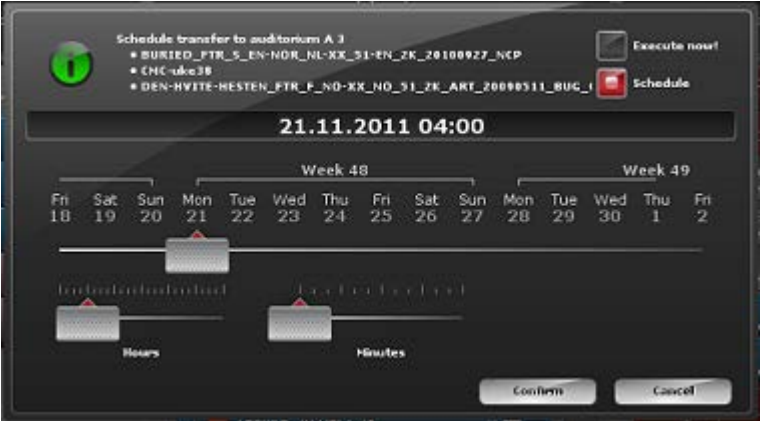 Schedule transfer to auditorium A 3
• BURIED_FTR_S_EN-NOR_NL-XX_51-EN_2K_20100927_NCP
• CNC-uke38
• DEN-HVITE-HESTEN_FTR_F_NO-XX_NO_51_2K_ART_20090511_BUG_
Execute now!
Schedule
21.11.2011 04:00
Week 48 Week 49
Fri Sat Sun Mon Tue Wed Thu Fri Sat Sun Mon Tue Wed Thu Fri
18 19 20 21 22 23 24 25 26 27 28 29 30 1 2
Hours Minutes
Confirm Cancel